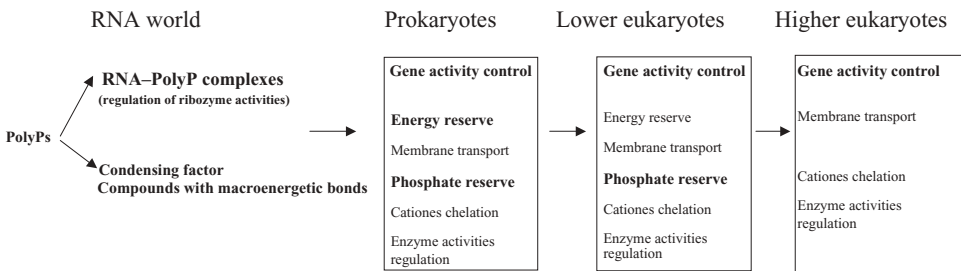 RNA world
Prokaryotes
Lower eukaryotes
Higher eukaryotes
PolyPs
RNA–PolyP complexes
(regulation of ribozyme activities)
Condensing factor
Compounds with macroenergetic bonds
Gene activity control
Energy reserve
Membrane transport
Phosphate reserve
Cationes chelation
Enzyme activities
regulation
Gene activity control
Energy reserve
Membrane transport
Phosphate reserve
Cationes chelation
Enzyme activities
regulation
Gene activity control
Membrane transport
Cationes chelation
Enzyme activities
regulation